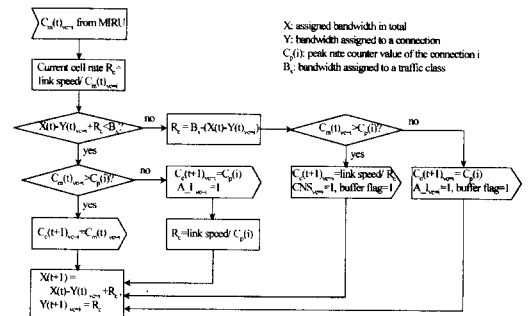 C_m(t)_vc=i from MIRU
X: assigned bandwidth in total
Y: bandwidth assigned to a connection
C_p(i): peak rate counter value of the connection i
B_c: bandwidth assigned to a traffic class
Current cell rate R_c=
link speed/ C_m(t)_vc=i
X(t)-Y(t)_vc=i+R_c<B_c?
no
R_c = B_c-(X(t)-Y(t)_vc=i)
C_m(t)_vc=i>C_p(i)?
no
yes
yes
C_m(t)_vc=i>C_p(i)?
no
C_c(t+1)_vc=i=C_p(i)
A_I_vc=i=1
C_c(t+1)_vc=i=link speed/ R_c
CNS_vc=i=1, buffer flag=1
C_c(t+1)_vc=i = C_p(i)
A_I_vc=i=1, buffer flag=1
yes
C_c(t+1)_vc=i=C_m(t)_vc=i
R_c=link speed/ C_p(i)
X(t+1) =
X(t)-Y(t)_vc=i +R_c,
Y(t+1)_vc=i = R_c